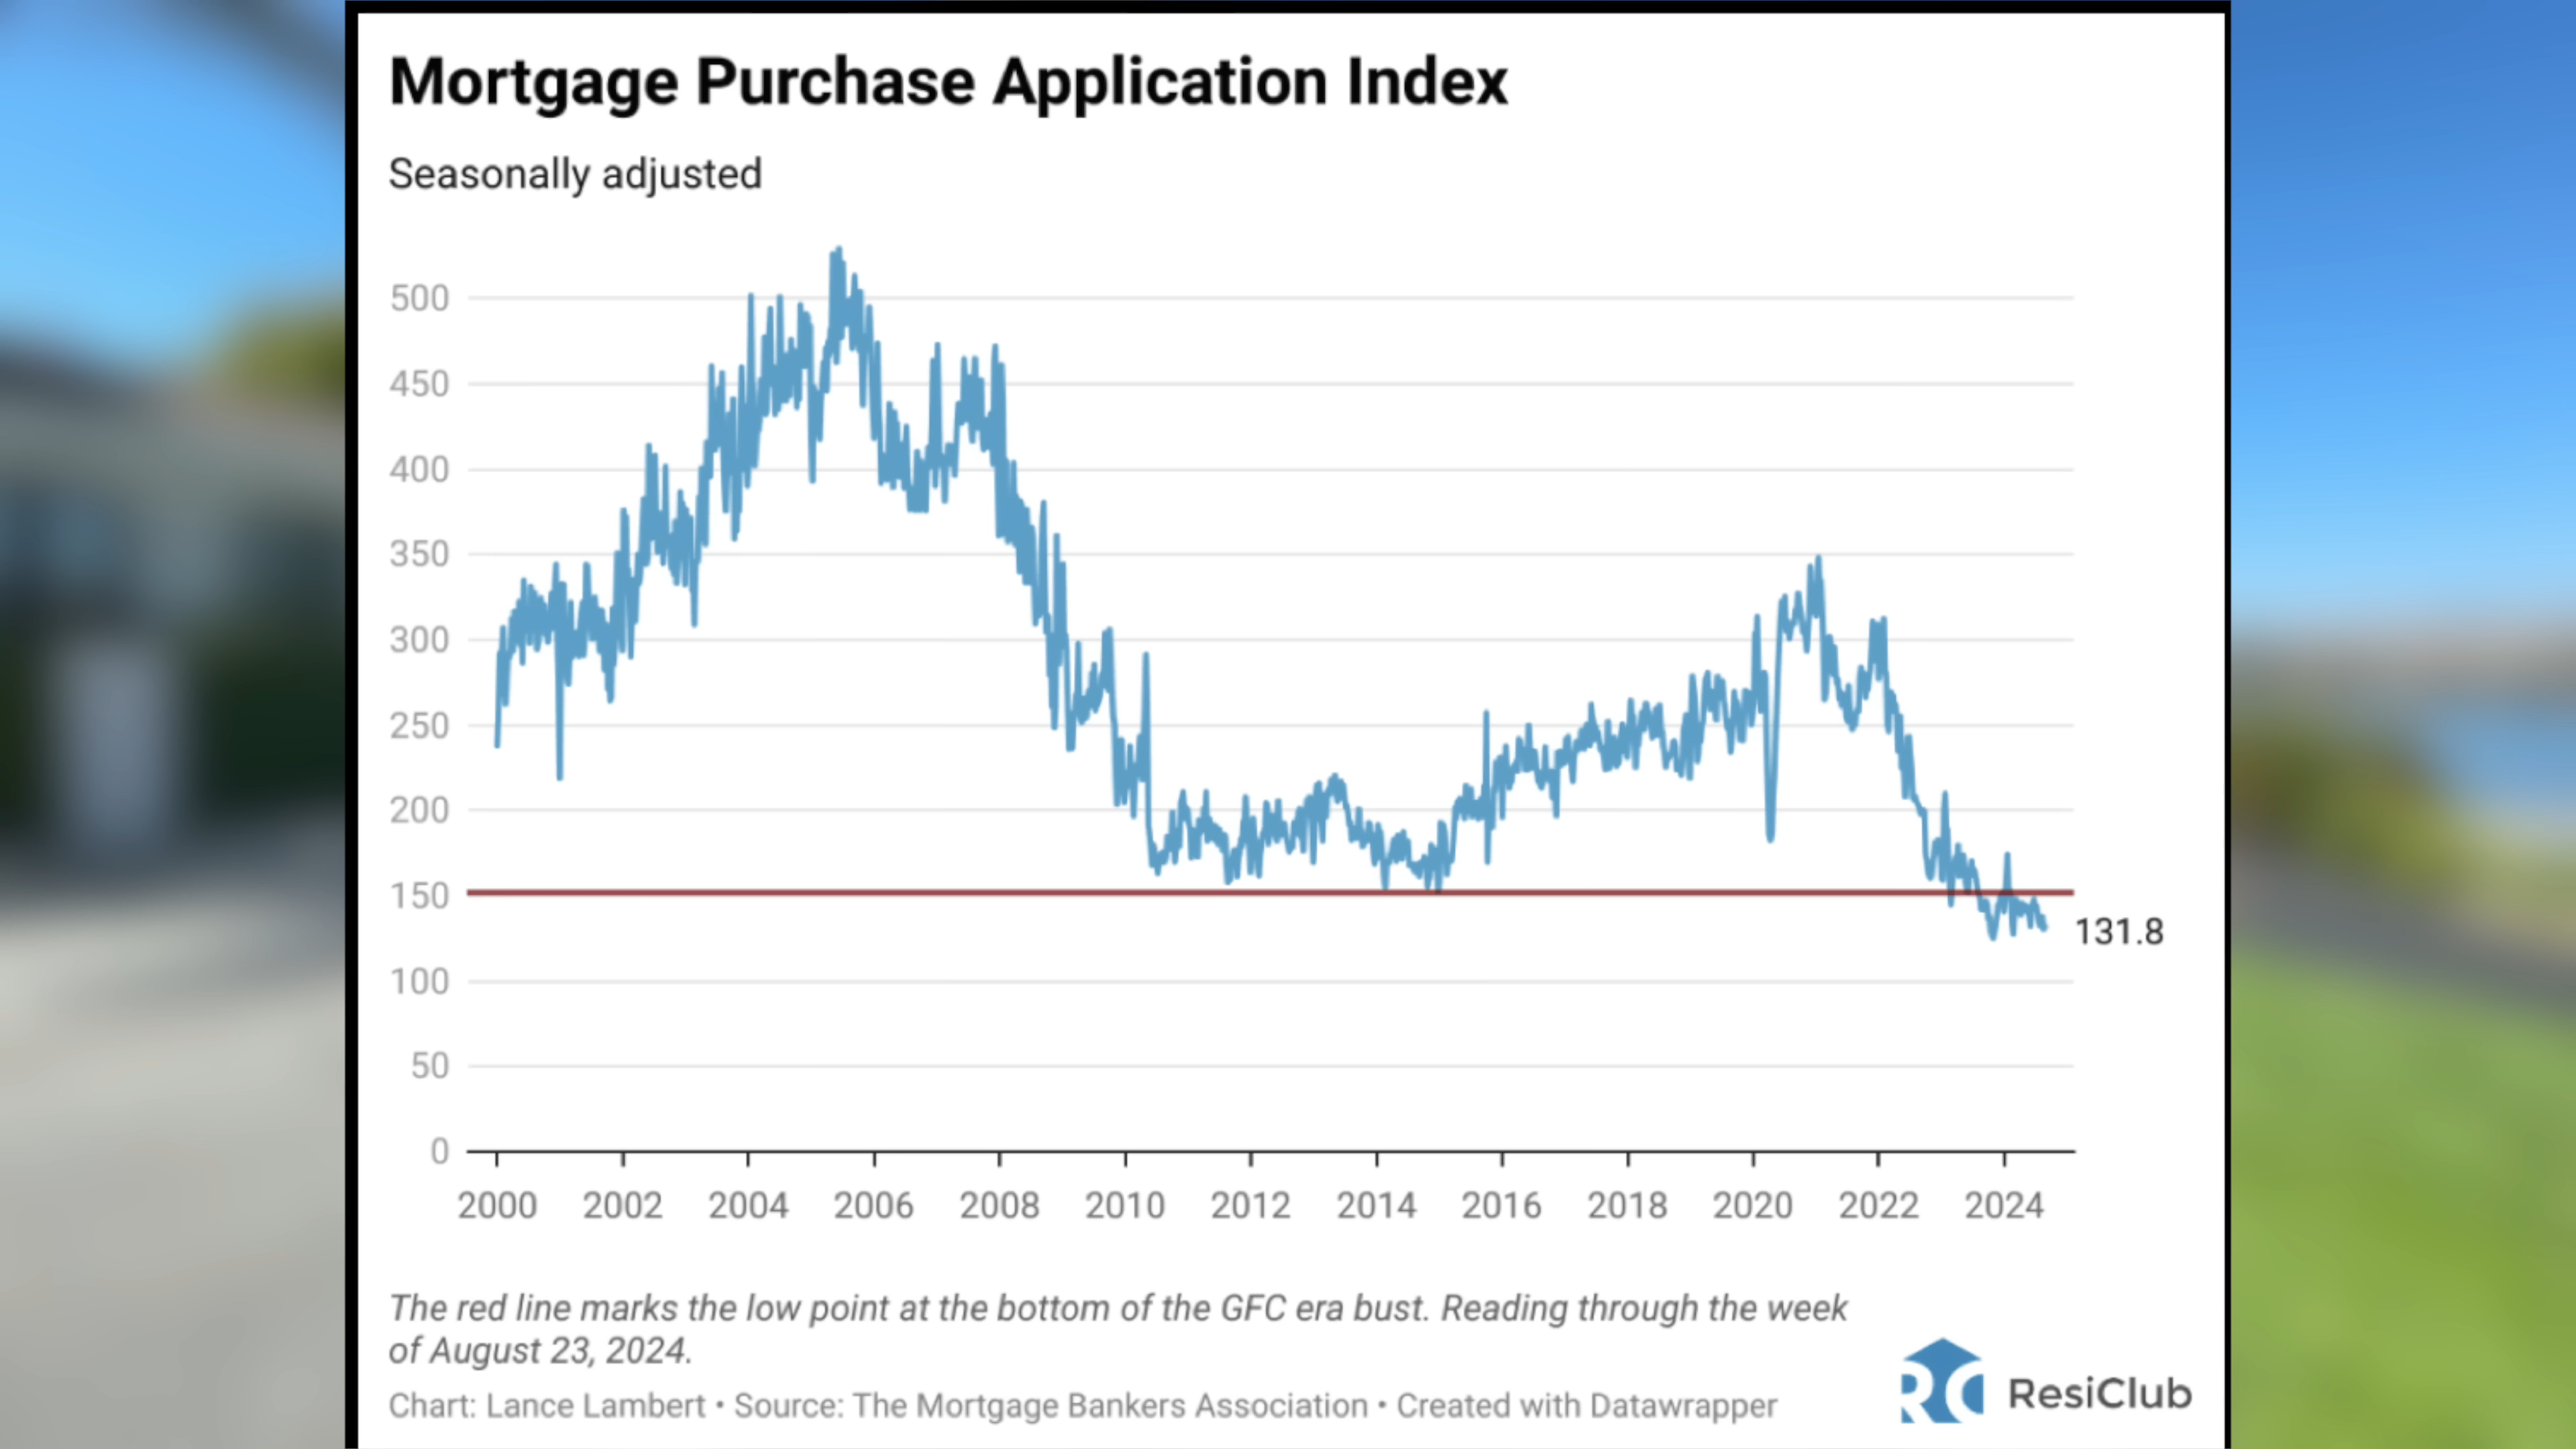 Mortgage Purchase Application Index
Seasonally adjusted
500
450
400
350
300
250
200
150
100
50
0
131.8
2000 2002 2004 2006 2008 2010 2012 2014 2016 2018 2020 2022 2024
The red line marks the low point at the bottom of the GFC era bust. Reading through the week
of August 23, 2024.
Chart: Lance Lambert • Source: The Mortgage Bankers Association • Created with Datawrapper
RC ResiClub